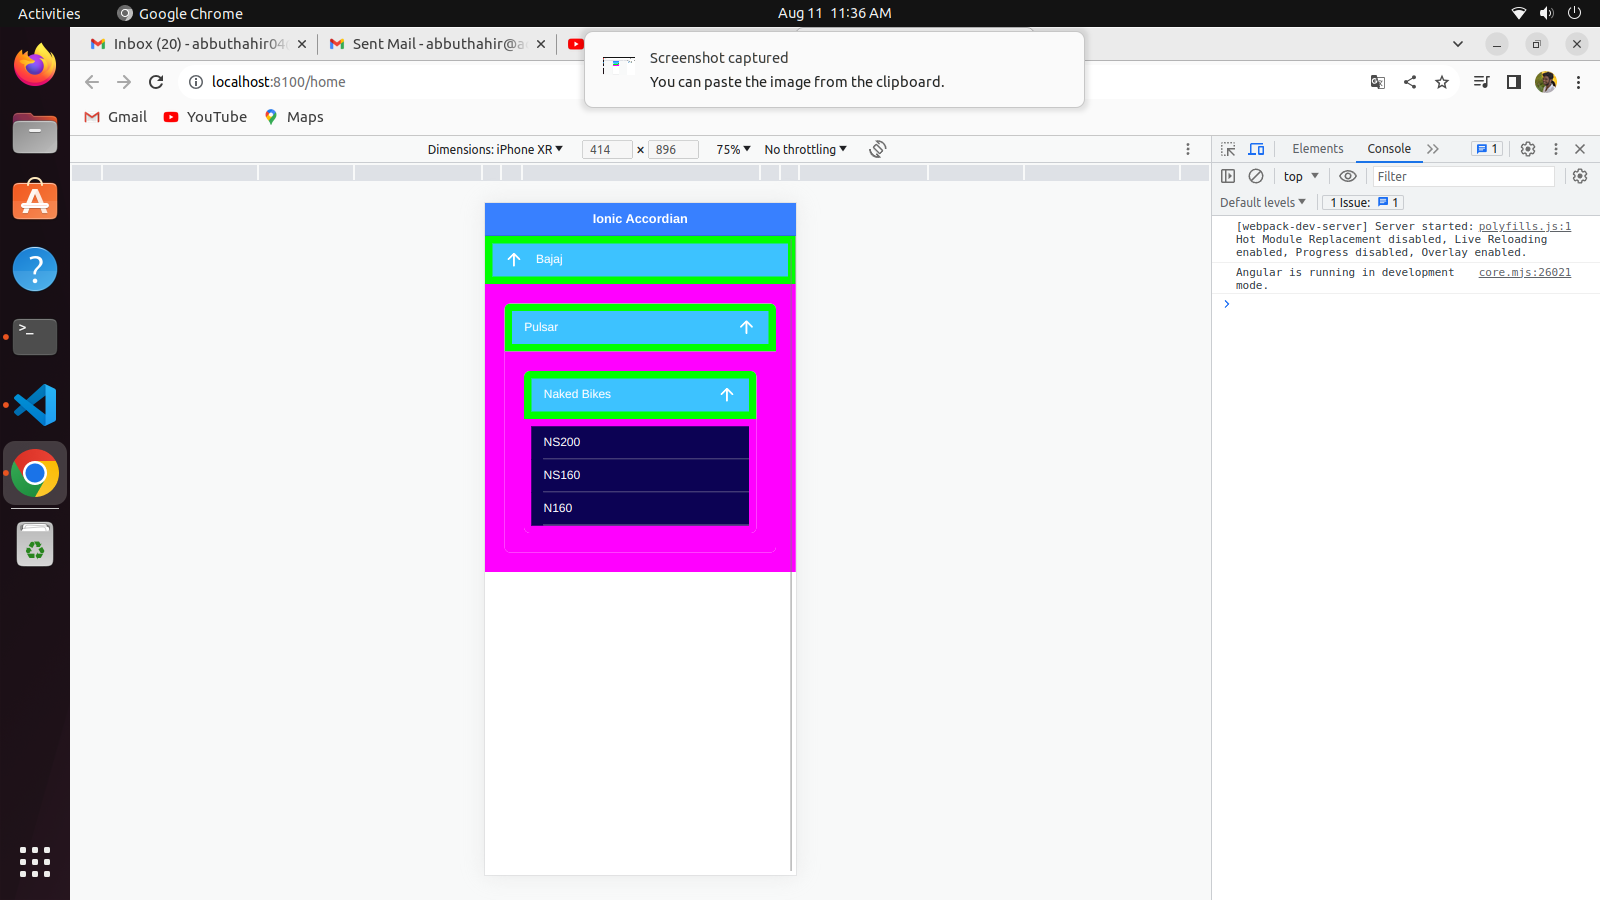 Activities
Google Chrome
Aug 11 11:36 AM
Inbox (20) - abbuthahir04
Sent Mail - abbuthahir@a
Screenshot captured
You can paste the image from the clipboard.
localhost:8100/home
Gmail
YouTube
Maps
Dimensions: iPhone XR
414
×
896
75%
No throttling
Elements
Console
1
top
Filter
Default levels
1 Issue:
1
[webpack-dev-server] Server started: polyfills.js:1
Hot Module Replacement disabled, Live Reloading
enabled, Progress disabled, Overlay enabled.
Angular is running in development core.mjs:26021
mode.
Ionic Accordian
Bajaj
Pulsar
Naked Bikes
NS200
NS160
N160